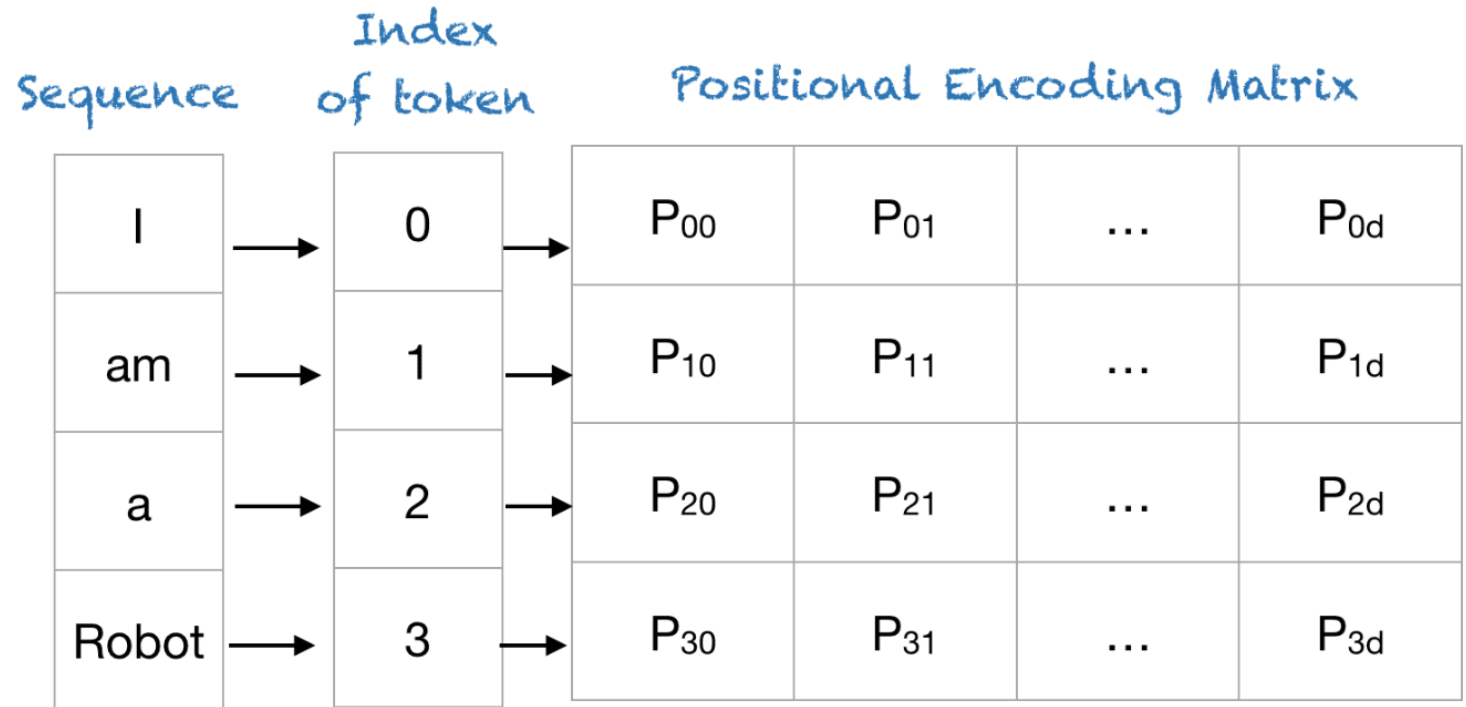 Index
Sequence of token Positional Encoding Matrix
I 0 P₀₀ P₀₁ ... P₀d
am 1 P₁₀ P₁₁ ... P₁d
a 2 P₂₀ P₂₁ ... P₂d
Robot 3 P₃₀ P₃₁ ... P₃d